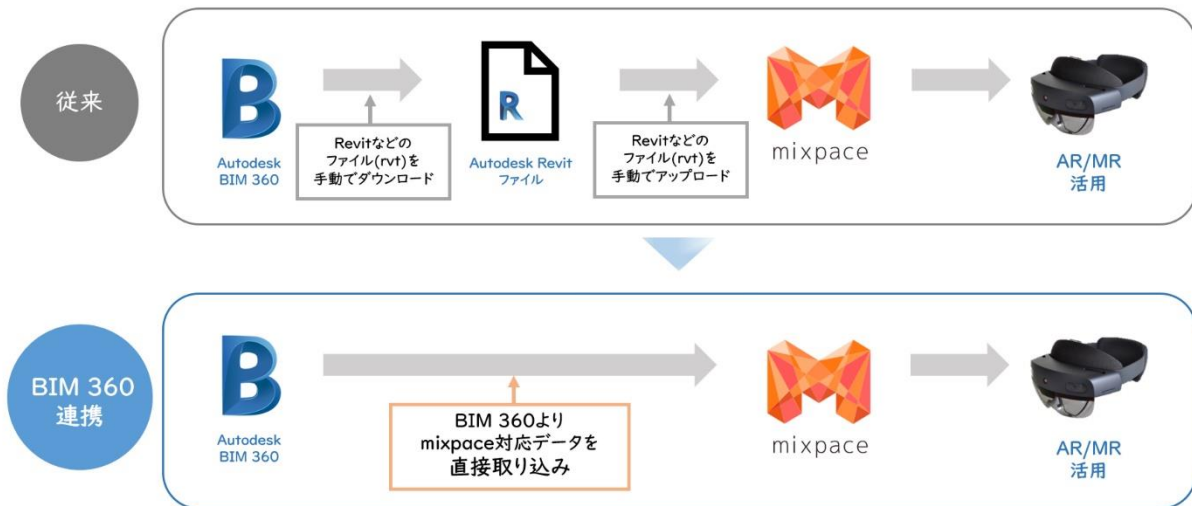 従来
Autodesk
BIM 360
Revitなどの
ファイル(rvt)を
手動でダウンロード
R
Autodesk Revit
ファイル
Revitなどの
ファイル(rvt)を
手動でアップロード
mixpace
AR/MR
活用
BIM 360
連携
Autodesk
BIM 360
BIM 360より
mixpace対応データを
直接取り込み
mixpace
AR/MR
活用